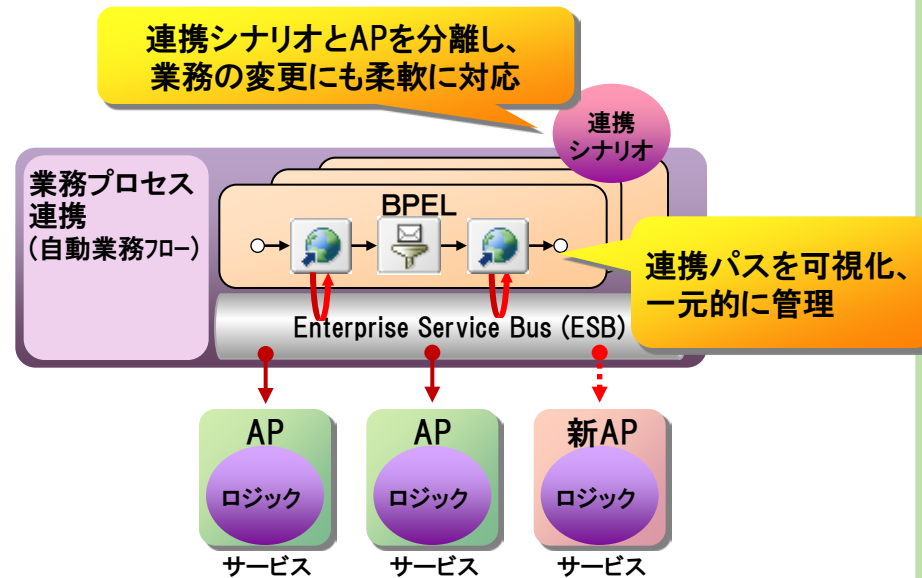 連携シナリオとAPを分離し、
業務の変更にも柔軟に対応
連携
シナリオ
業務プロセス
連携
(自動業務フロー)
BPEL
連携パスを可視化、
一元的に管理
Enterprise Service Bus (ESB)
AP
ロジック
サービス
AP
ロジック
サービス
新AP
ロジック
サービス